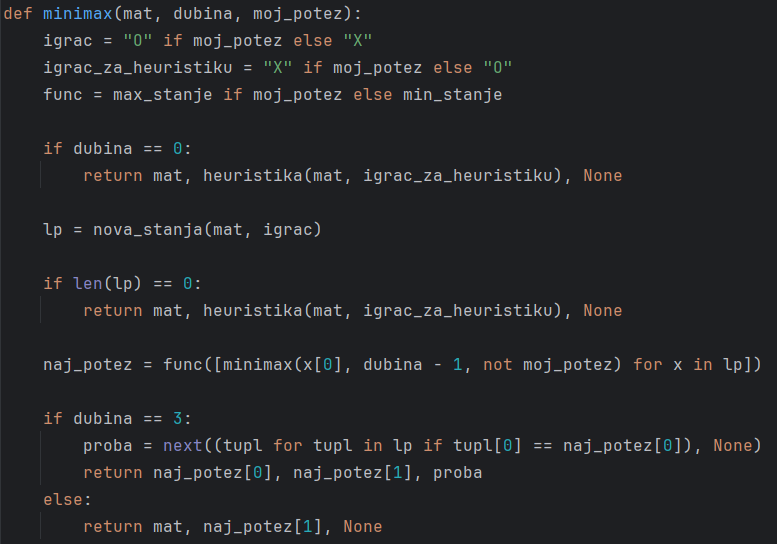 def minimax(mat, dubina, moj_potez):
    igrac = "O" if moj_potez else "X"
    igrac_za_heuristiku = "X" if moj_potez else "O"
    func = max_stanje if moj_potez else min_stanje

    if dubina == 0:
        return mat, heuristika(mat, igrac_za_heuristiku), None

    lp = nova_stanja(mat, igrac)

    if len(lp) == 0:
        return mat, heuristika(mat, igrac_za_heuristiku), None

    naj_potez = func([minimax(x[0], dubina - 1, not moj_potez) for x in lp])

    if dubina == 3:
        proba = next((tupl for tupl in lp if tupl[0] == naj_potez[0]), None)
        return naj_potez[0], naj_potez[1], proba
    else:
        return mat, naj_potez[1], None